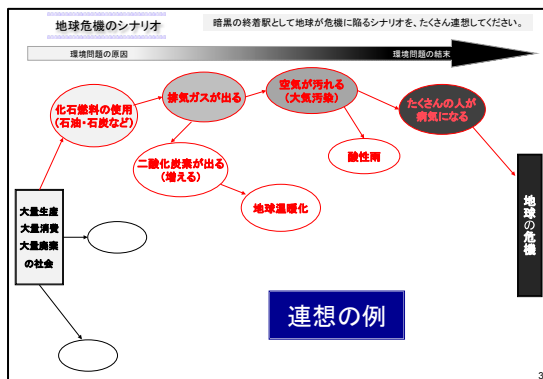 地球危機のシナリオ
暗黒の終着駅として地球が危機に陥るシナリオを、たくさん連想してください。
環境問題の原因
環境問題の結末
化石燃料の使用
(石油・石炭など)
排気ガスが出る
空気が汚れる
(大気汚染)
たくさんの人が
病気になる
二酸化炭素が出る
(増える)
酸性雨
地球温暖化
大量生産
大量消費
大量廃棄
の社会
地球の危機
連想の例
3